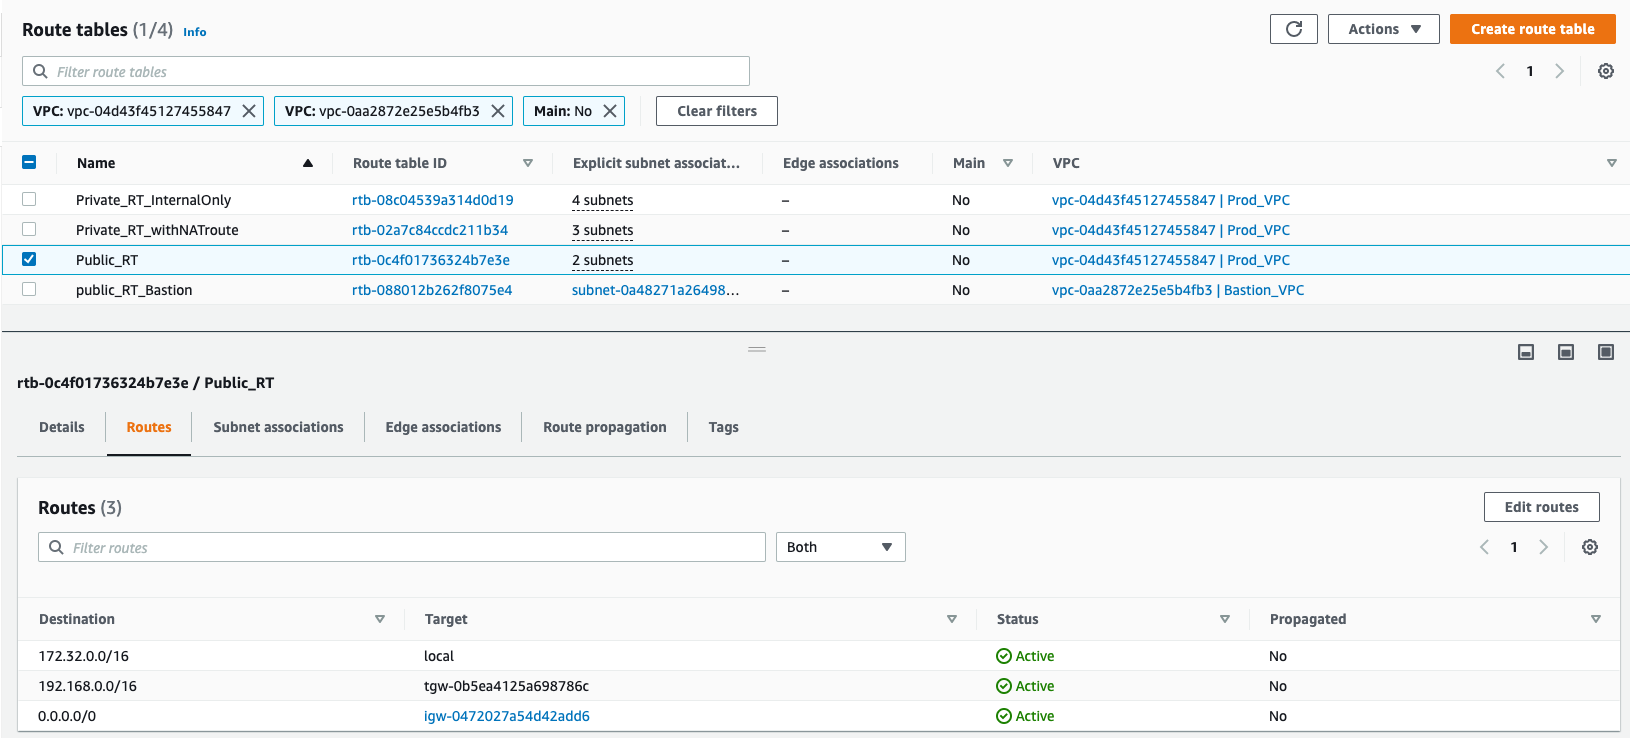 Route tables (1/4) Info
Actions
Create route table
Filter route tables
1
VPC: vpc-04d43f45127455847
VPC: vpc-0aa2872e25e5b4fb3
Main: No
Clear filters
Name Route table ID Explicit subnet associat... Edge associations Main VPC
Private_RT_InternalOnly rtb-08c04539a314d0d19 4 subnets – No vpc-04d43f45127455847 | Prod_VPC
Private_RT_withNATroute rtb-02a7c84ccdc211b34 3 subnets – No vpc-04d43f45127455847 | Prod_VPC
Public_RT rtb-0c4f01736324b7e3e 2 subnets – No vpc-04d43f45127455847 | Prod_VPC
public_RT_Bastion rtb-088012b262f8075e4 subnet-0a48271a26498... – No vpc-0aa2872e25e5b4fb3 | Bastion_VPC
rtb-0c4f01736324b7e3e / Public_RT
Details Routes Subnet associations Edge associations Route propagation Tags
Routes (3)
Edit routes
Filter routes
Both
1
Destination Target Status Propagated
172.32.0.0/16 local Active No
192.168.0.0/16 tgw-0b5ea4125a698786c Active No
0.0.0.0/0 igw-0472027a54d42add6 Active No